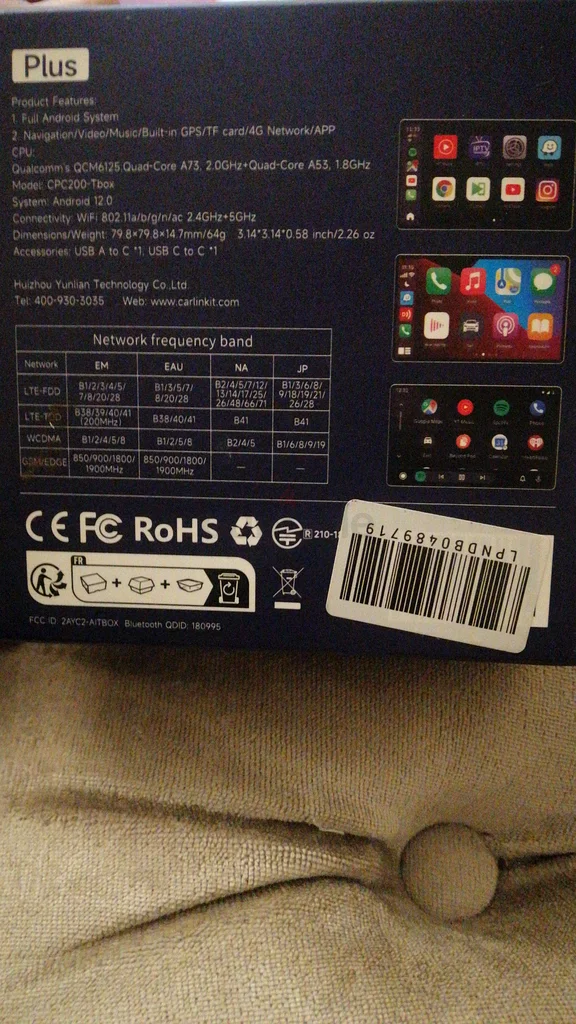 Plus
Product Features:
1. Full Android System
2. Navigation/Video/Music/Built-in GPS/TF card/4G Network/APP
CPU:
Qualcomm's QCM6125,Quad-Core A73, 2.0GHz+Quad-Core A53, 1.8GHz
Model: CPC200-Tbox
System: Android 12.0
Connectivity: WiFi 802.11a/b/g/n/ac 2.4GHz+5GHz
Dimensions/Weight: 79.8×79.8×14.7mm/64g 3.14*3.14*0.58 inch/2.26 oz
Accessories: USB A to C *1, USB C to C *1
Huizhou Yunlian Technology Co.,Ltd.
Tel: 400-930-3035 Web: www.carlinkit.com
Network frequency band
Network EM EAU NA JP
LTE-FDD B1/2/3/4/5/7/8/20/28 B1/3/5/7/8/20/28 B2/4/5/7/12/13/14/17/25/26/48/66/71 B1/3/6/8/9/18/19/21/26/28
LTE-TDD B38/39/40/41 (200MHz) B38/40/41 B41 B41
WCDMA B1/2/4/5/8 B1/2/5/8 B2/4/5 B1/6/8/9/19
GSM/EDGE 850/900/1800/1900MHz 850/900/1800/1900MHz — —
CE FC RoHS R 210-1
FR
LPNDB0489719
FCC ID: 2AYC2-AITBOX Bluetooth QDID: 180995
IPTV